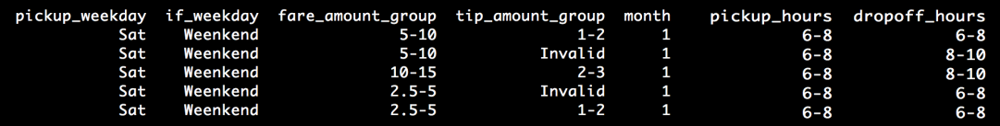 pickup_weekday if_weekday fare_amount_group tip_amount_group month pickup_hours dropoff_hours
Sat Weenkend 5-10 1-2 1 6-8 6-8
Sat Weenkend 5-10 Invalid 1 6-8 8-10
Sat Weenkend 10-15 2-3 1 6-8 8-10
Sat Weenkend 2.5-5 Invalid 1 6-8 6-8
Sat Weenkend 2.5-5 1-2 1 6-8 6-8